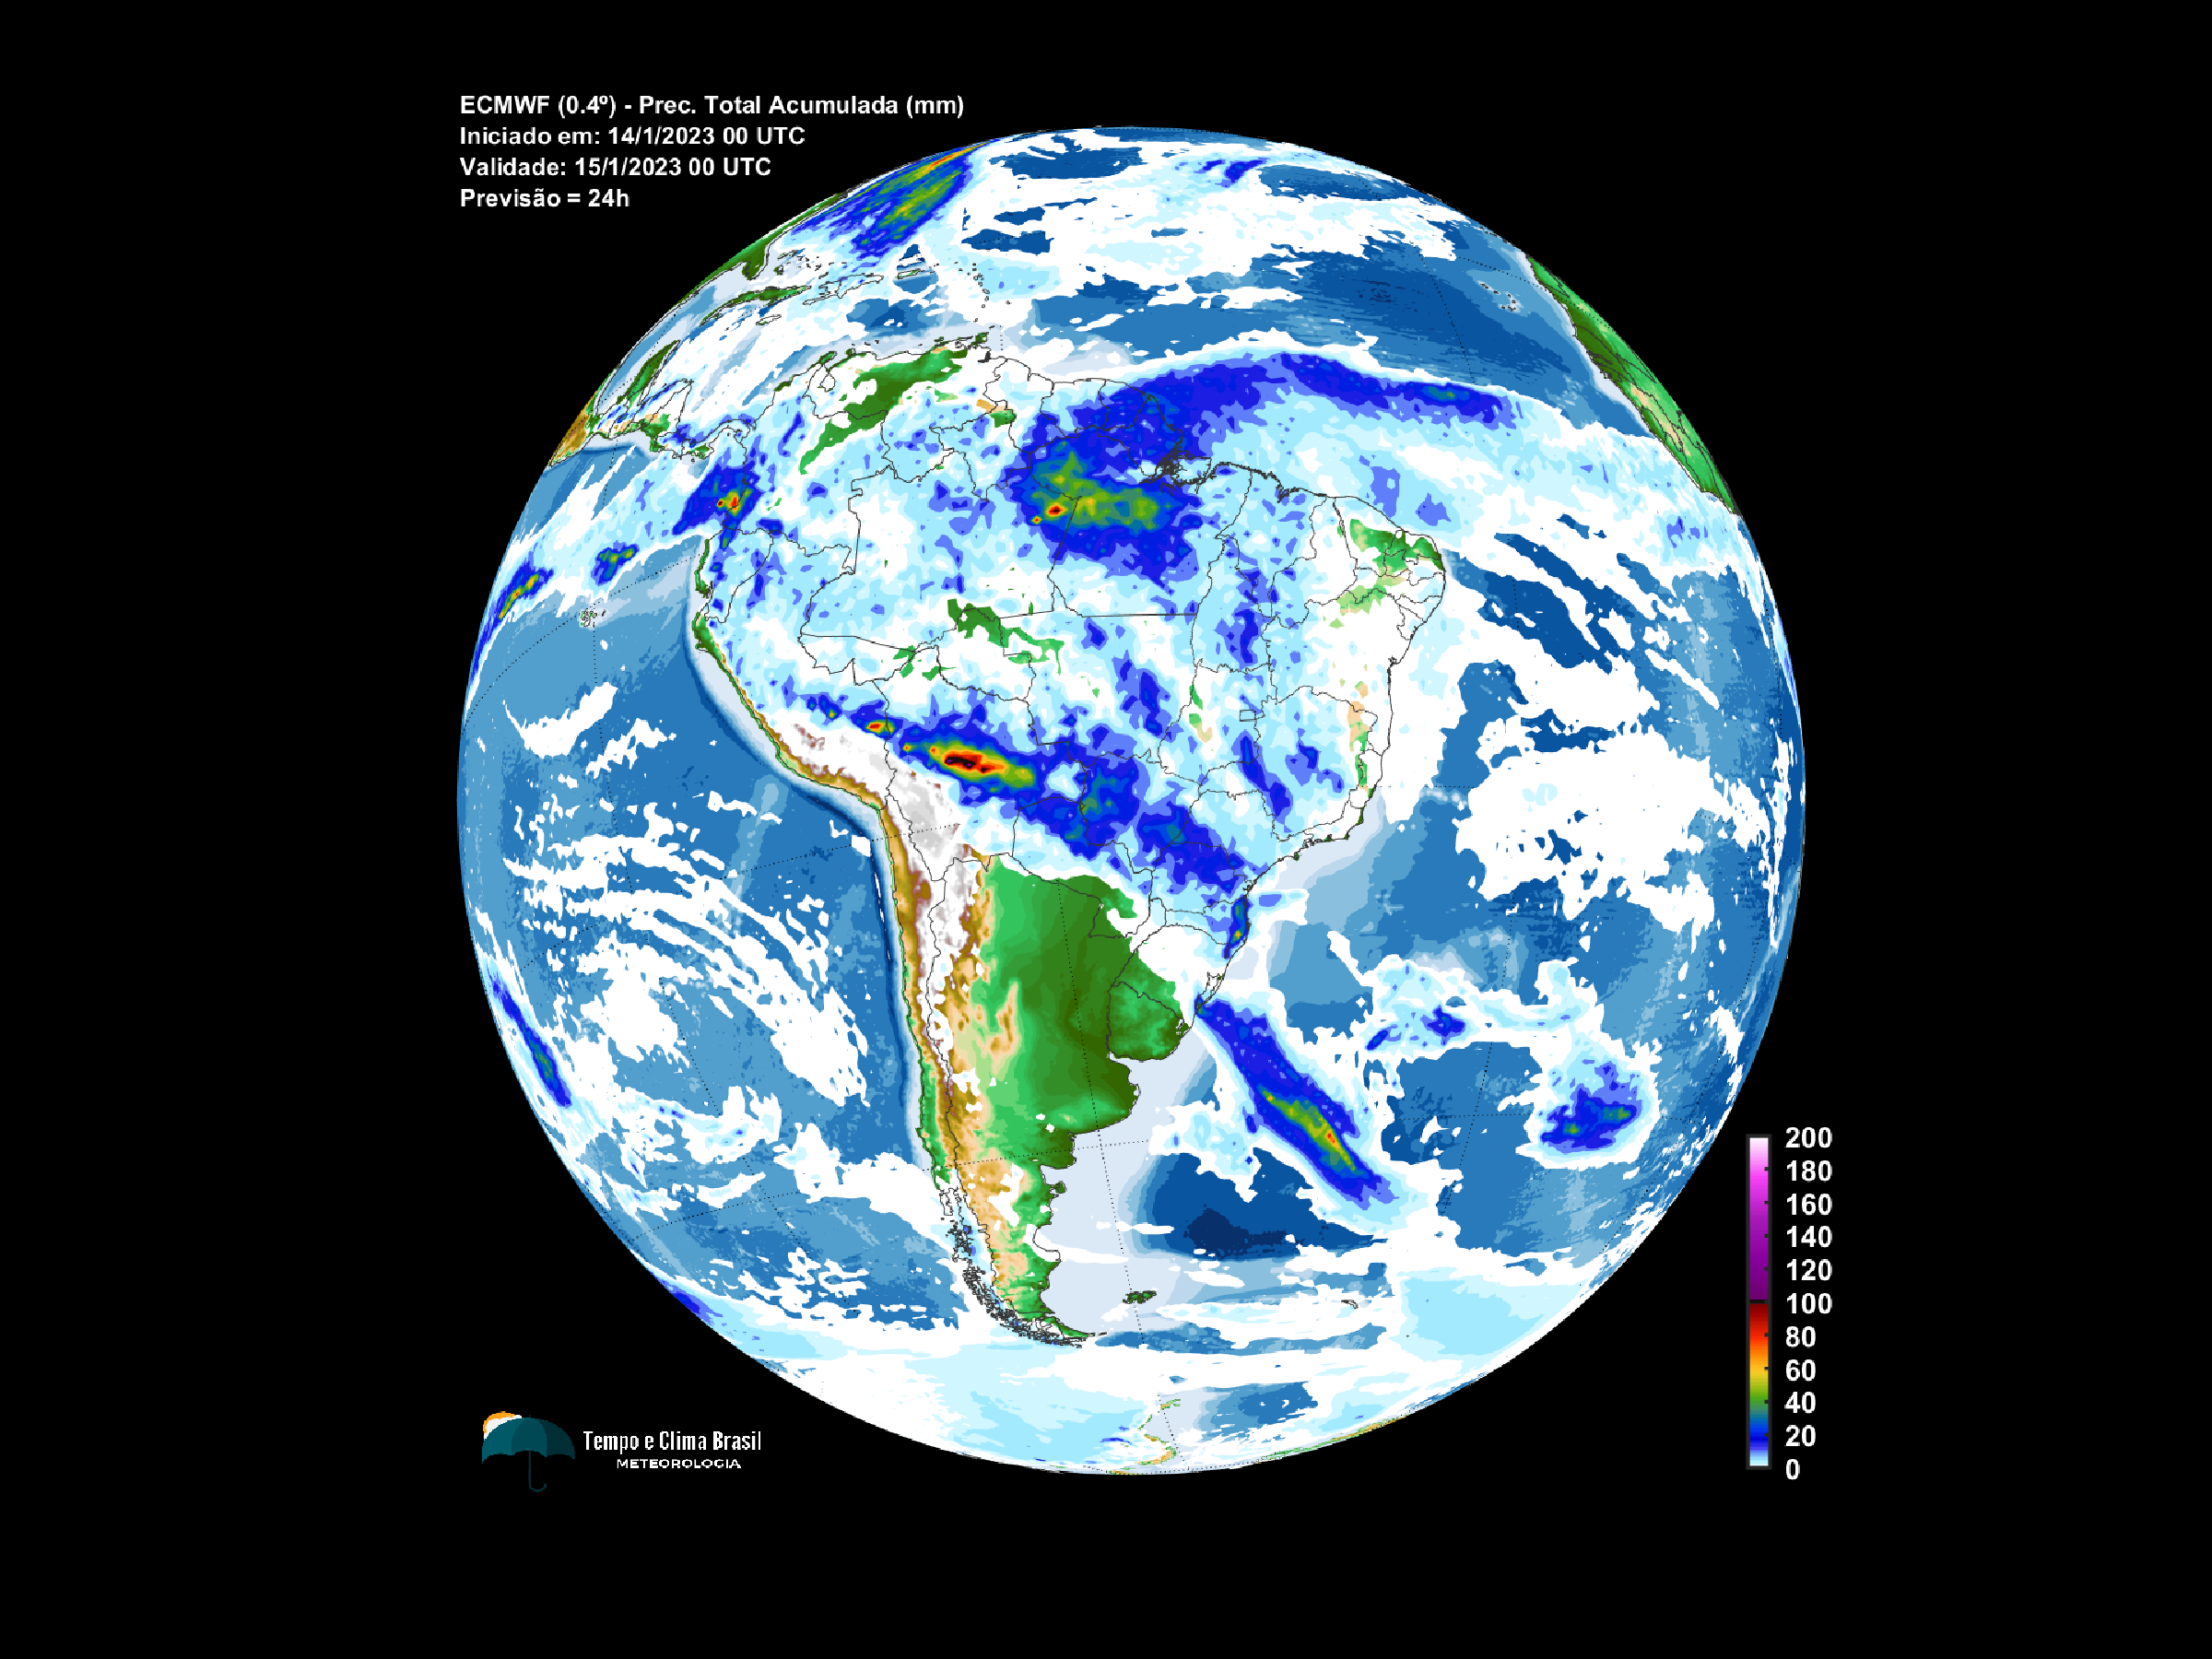 ECMWF (0.4º) - Prec. Total Acumulada (mm)
Iniciado em: 14/1/2023 00 UTC
Validade: 15/1/2023 00 UTC
Previsão = 24h
200
180
160
140
120
100
80
60
40
20
0
Tempo e Clima Brasil
METEOROLOGIA